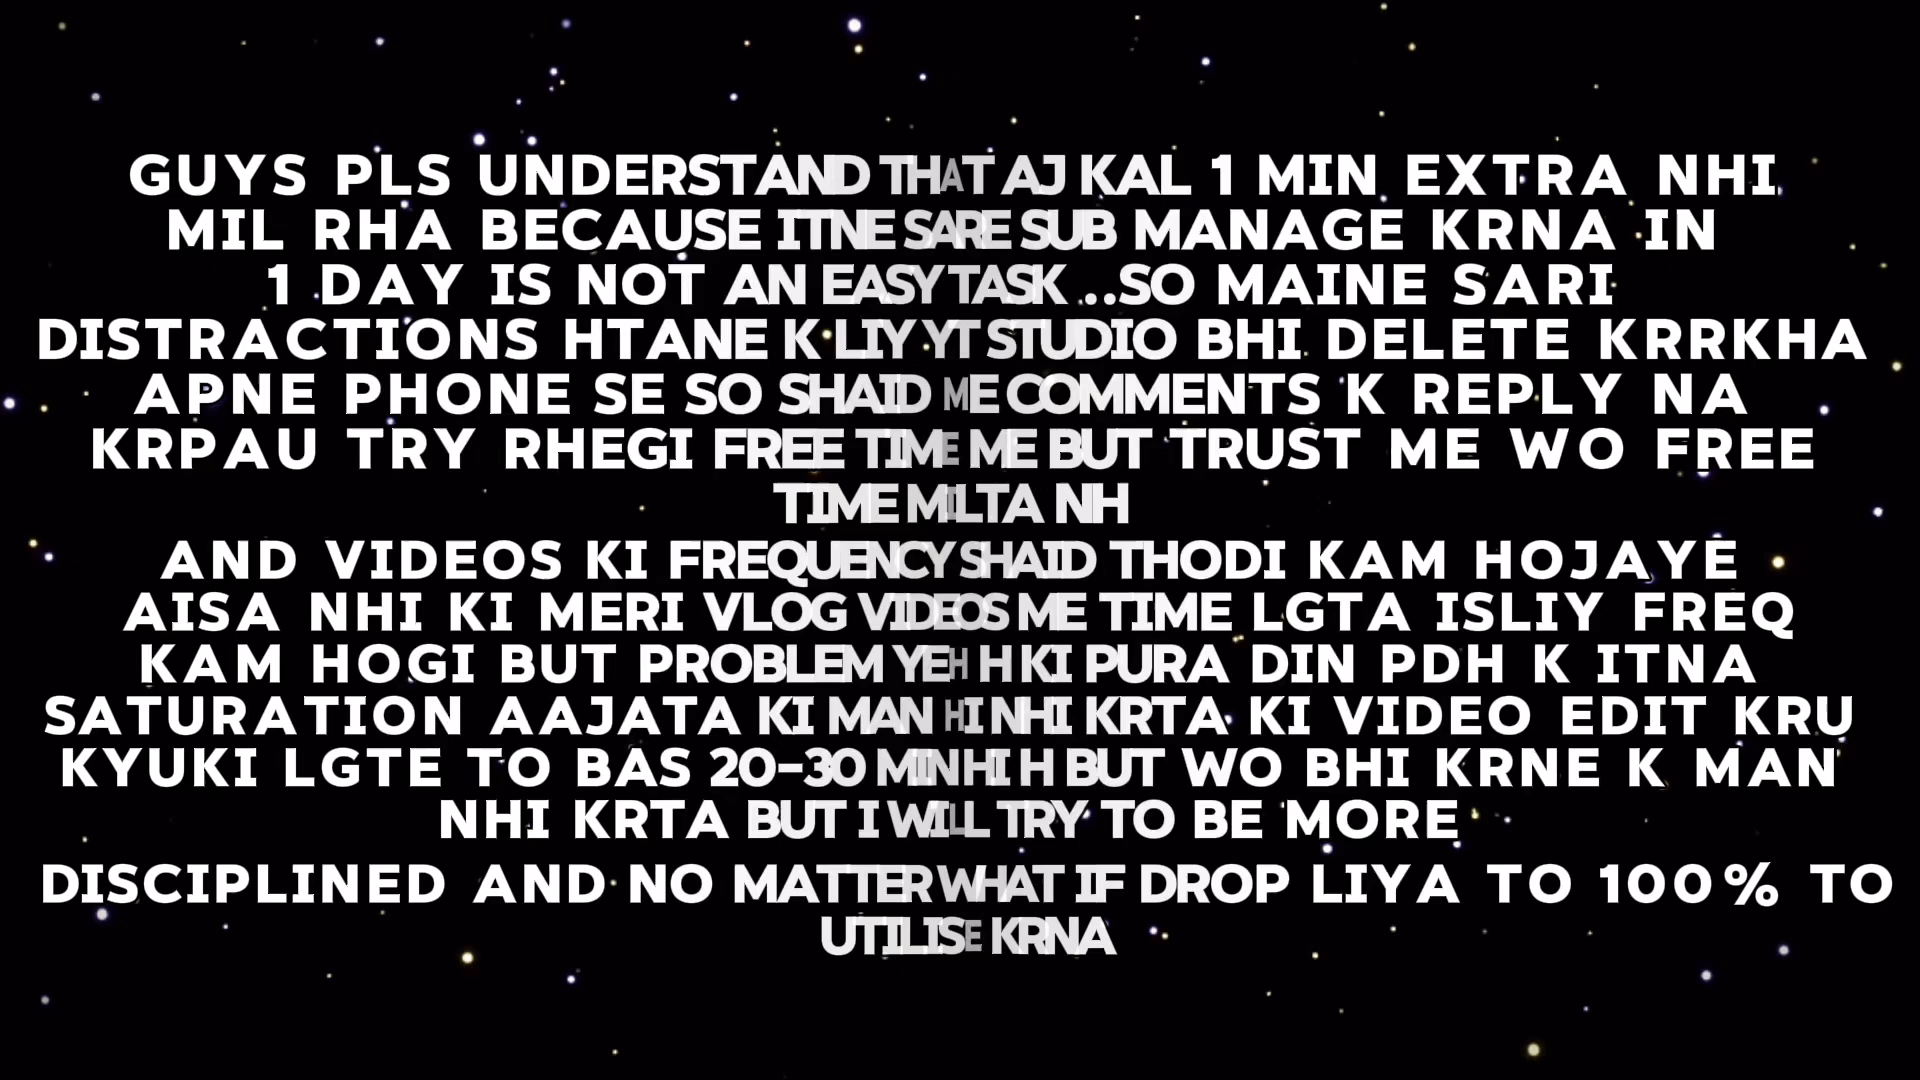 GUYS PLS UNDERSTAND THAT AJ KAL 1 MIN EXTRA NHI
MIL RHA BECAUSE ITNE SARE SUB MANAGE KRNA IN
1 DAY IS NOT AN EASY TASK ..SO MAINE SARI
DISTRACTIONS HTANE K LIY YT STUDIO BHI DELETE KRRKHA
APNE PHONE SE SO SHAID ME COMMENTS K REPLY NA
KRPAU TRY RHEGI FREE TIME ME BUT TRUST ME WO FREE
TIME MILTA NH
AND VIDEOS KI FREQUENCY SHAID THODI KAM HOJAYE
AISA NHI KI MERI VLOG VIDEOS ME TIME LGTA ISLIY FREQ
KAM HOGI BUT PROBLEM YEH H KI PURA DIN PDH K ITNA
SATURATION AAJATA KI MAN HI NHI KRTA KI VIDEO EDIT KRU
KYUKI LGTE TO BAS 20-30 MIN HI H BUT WO BHI KRNE K MAN
NHI KRTA BUT I WILL TRY TO BE MORE
DISCIPLINED AND NO MATTER WHAT IF DROP LIYA TO 100% TO
UTILISE KRNA